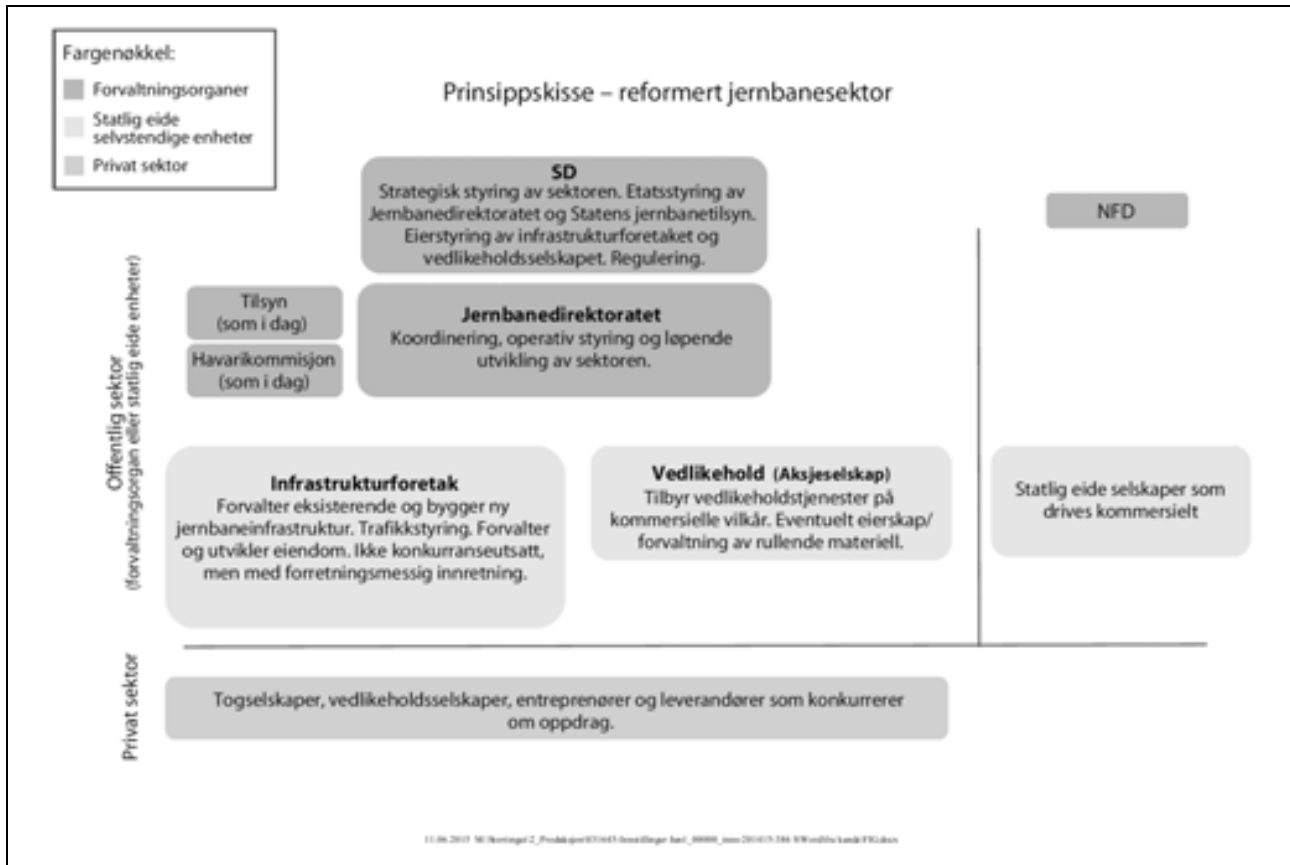 Fargenøkkel:
Forvaltningsorganer
Statlig eide
selvstendige enheter
Privat sektor
Prinsippskisse – reformert jernbanesektor
SD
Strategisk styring av sektoren. Etatsstyring av
Jernbanedirektoratet og Statens jernbanetilsyn.
Eierstyring av infrastrukturforetaket og
vedlikeholdsselskapet. Regulering.
NFD
Offentlig sektor
(forvaltningsorgan eller statlig eide enheter)
Tilsyn
(som i dag)
Havarikommisjon
(som i dag)
Jernbanedirektoratet
Koordinering, operativ styring og løpende
utvikling av sektoren.
Infrastrukturforetak
Forvalter eksisterende og bygger ny
jernbaneinfrastruktur. Trafikkstyring. Forvalter
og utvikler eiendom. Ikke konkurranseutsatt,
men med forretningsmessig innretning.
Vedlikehold (Aksjeselskap)
Tilbyr vedlikeholdstjenester på
kommersielle vilkår. Eventuelt eierskap/
forvaltning av rullende materiell.
Statlig eide selskaper som
drives kommersielt
Privat sektor
Togselskaper, vedlikeholdsselskaper, entreprenører og leverandører som konkurrerer
om oppdrag.
11.06.2015